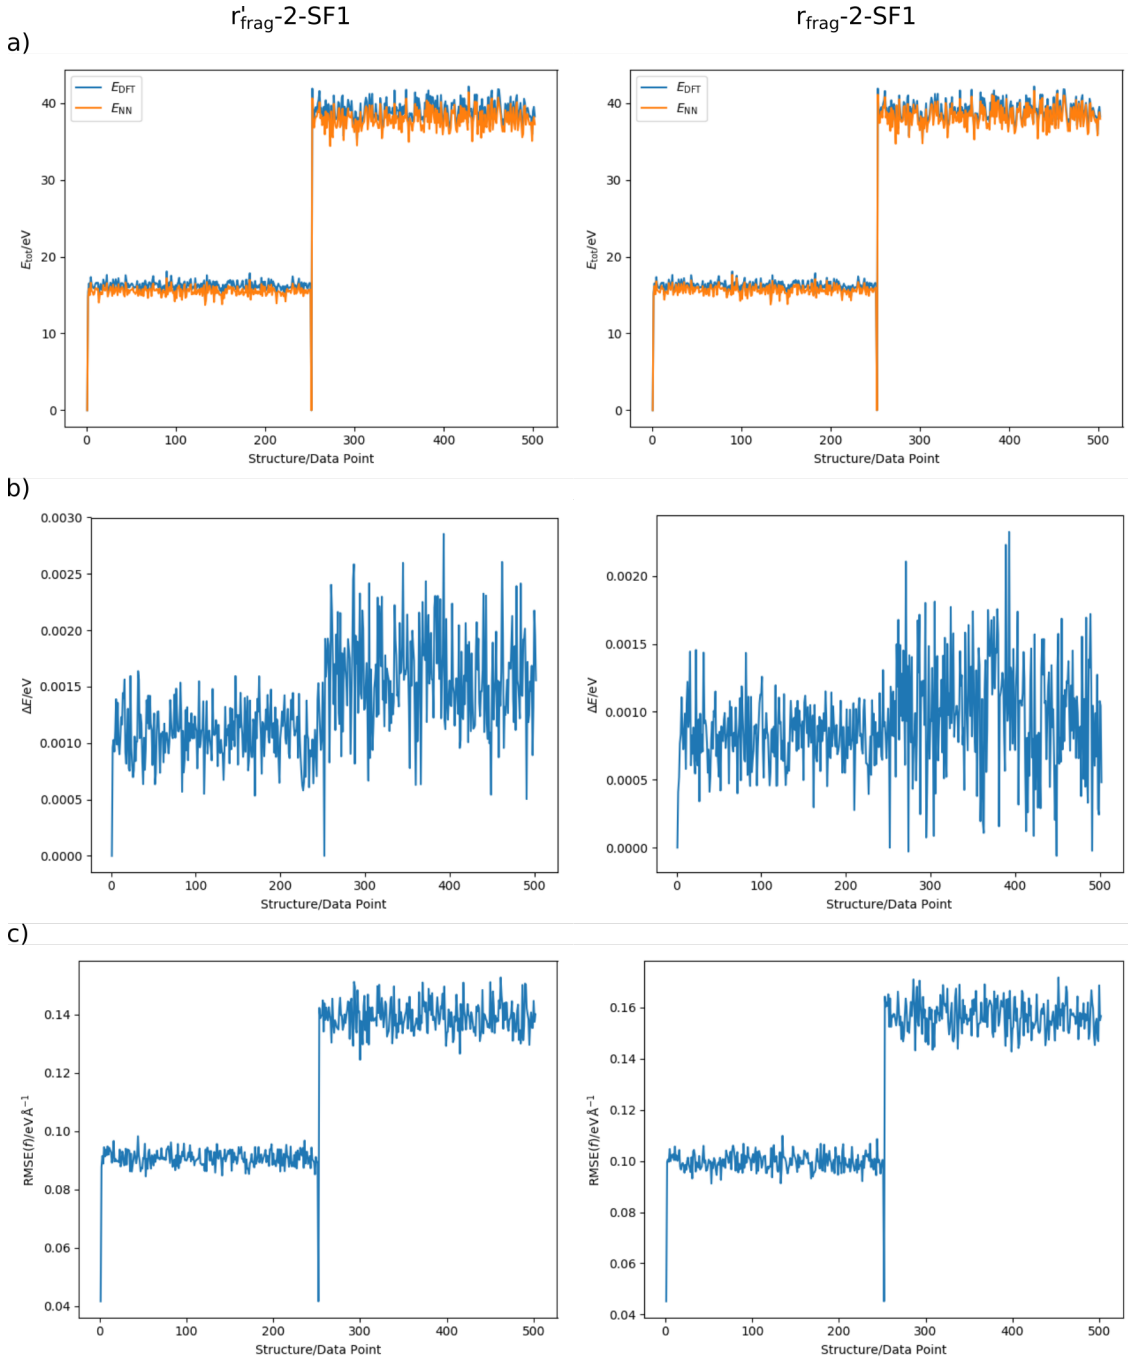 r'frag-2-SF1
rfrag-2-SF1
a)
EDFT
ENN
40
30
20
10
0
Etot/eV
0 100 200 300 400 500
Structure/Data Point
EDFT
ENN
40
30
20
10
0
Etot/eV
0 100 200 300 400 500
Structure/Data Point
b)
0.0030
0.0025
0.0020
0.0015
0.0010
0.0005
0.0000
ΔE/eV
0 100 200 300 400 500
Structure/Data Point
0.0020
0.0015
0.0010
0.0005
0.0000
ΔE/eV
0 100 200 300 400 500
Structure/Data Point
c)
0.14
0.12
0.10
0.08
0.06
0.04
RMSE(f)/eVÅ⁻¹
0 100 200 300 400 500
Structure/Data Point
0.16
0.14
0.12
0.10
0.08
0.06
0.04
RMSE(f)/eVÅ⁻¹
0 100 200 300 400 500
Structure/Data Point